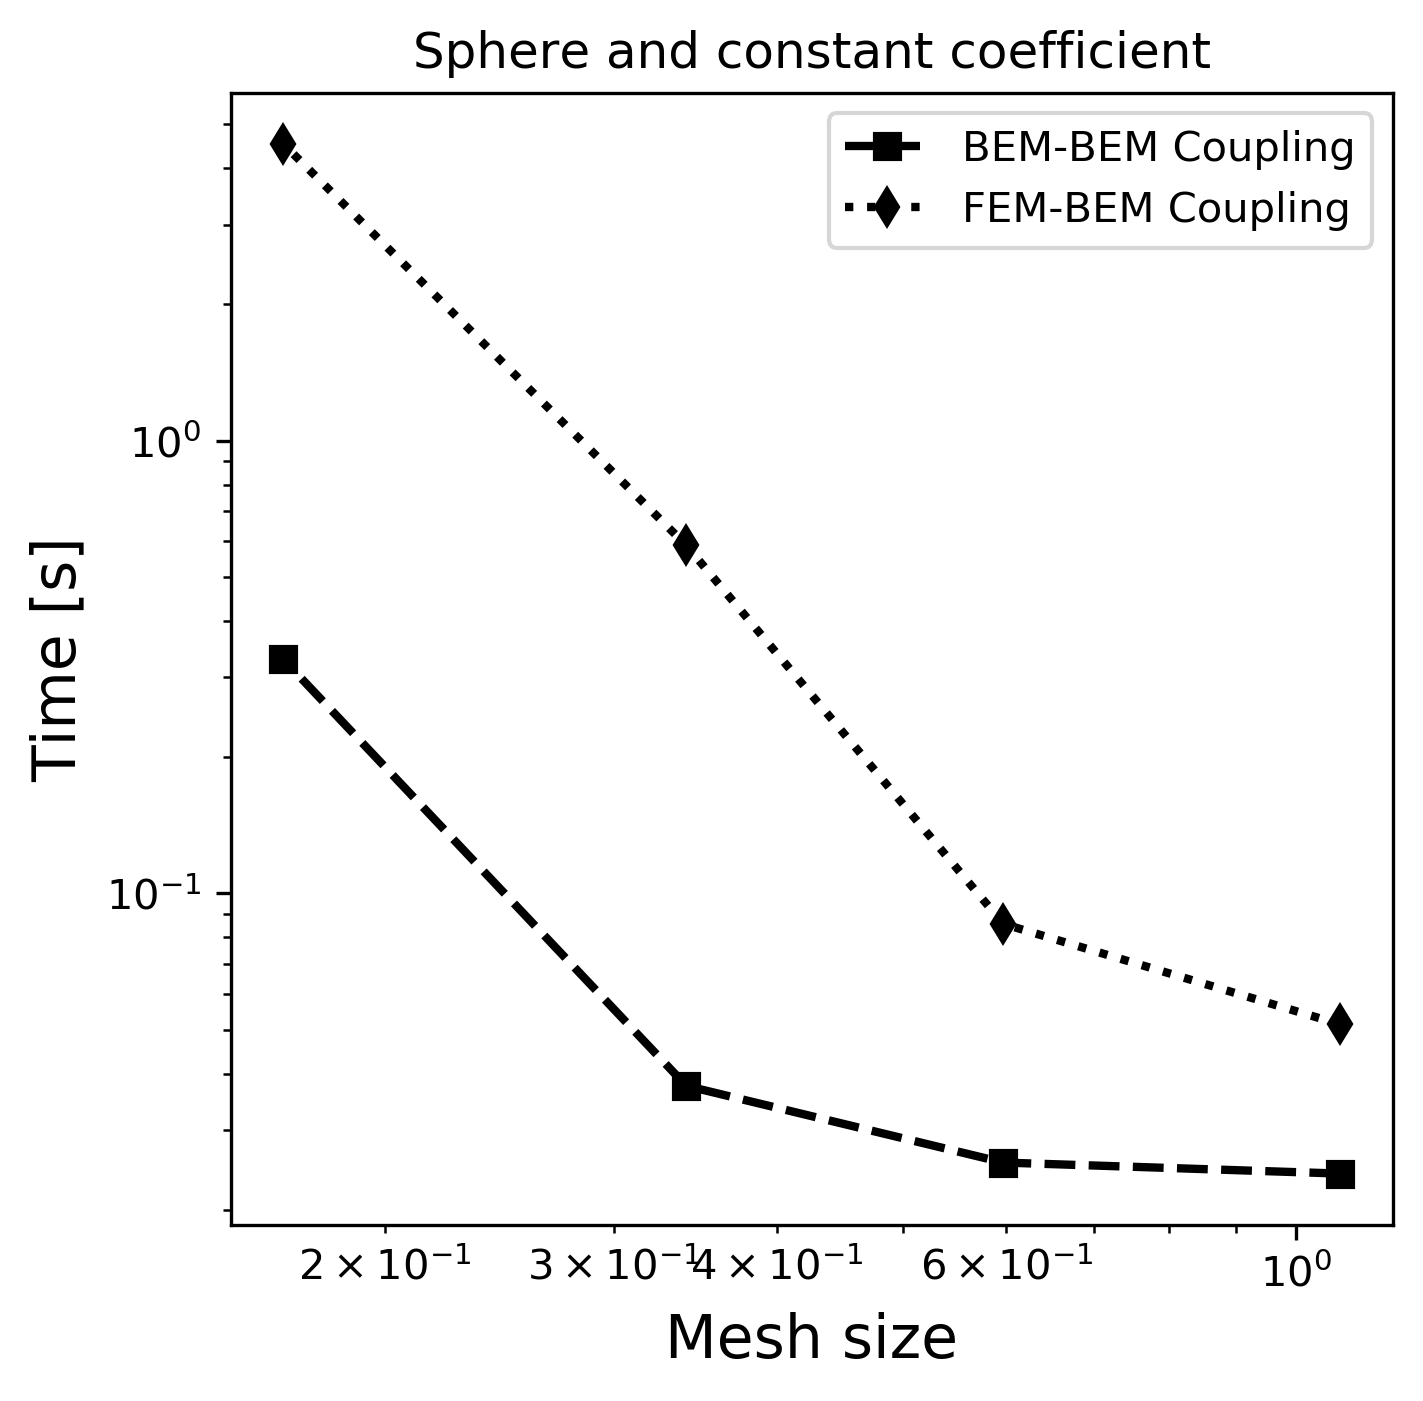 Sphere and constant coefficient
BEM-BEM Coupling
FEM-BEM Coupling
Time [s]
10⁰
10⁻¹
2 × 10⁻¹ 3 × 10⁻¹ 4 × 10⁻¹ 6 × 10⁻¹ 10⁰
Mesh size